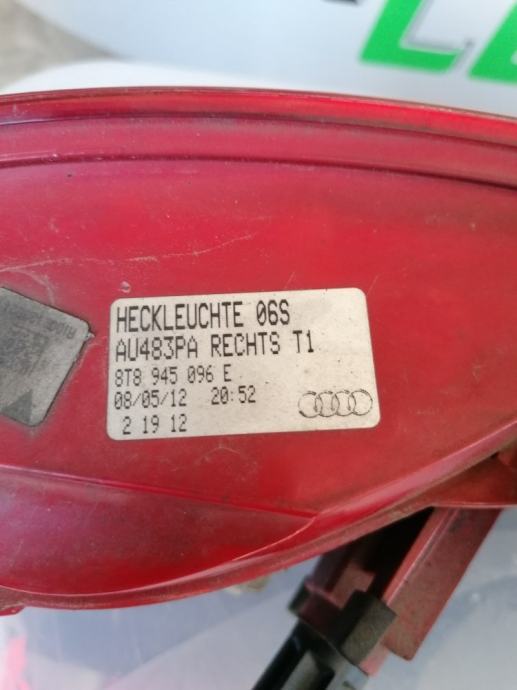 HECKLEUCHTE 06S
AU483PA RECHTS T1
8T8 945 096 E
08/05/12 20:52
2 19 12